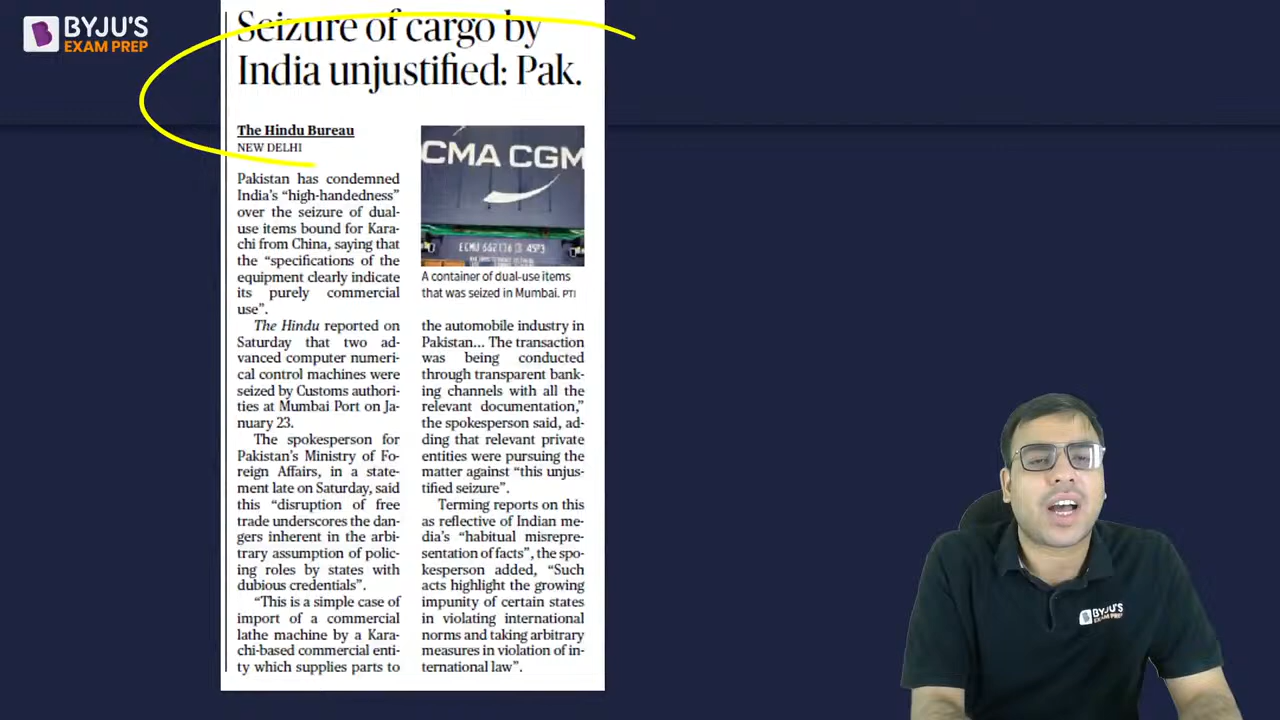 BYJU'S
EXAM PREP
Seizure of cargo by
India unjustified: Pak.
The Hindu Bureau
NEW DELHI
Pakistan has condemned
India's “high-handedness”
over the seizure of dual-
use items bound for Kara-
chi from China, saying that
the “specifications of the
equipment clearly indicate
its purely commercial
use”.
The Hindu reported on
Saturday that two ad-
vanced computer numeri-
cal control machines were
seized by Customs authori-
ties at Mumbai Port on Ja-
nuary 23.
The spokesperson for
Pakistan's Ministry of Fo-
reign Affairs, in a state-
ment late on Saturday, said
this “disruption of free
trade underscores the dan-
gers inherent in the arbi-
trary assumption of polic-
ing roles by states with
dubious credentials”.
“This is a simple case of
import of a commercial
lathe machine by a Kara-
chi-based commercial enti-
ty which supplies parts to
CMA CGM
A container of dual-use items
that was seized in Mumbai. PTI
the automobile industry in
Pakistan... The transaction
was being conducted
through transparent bank-
ing channels with all the
relevant documentation,”
the spokesperson said, ad-
ding that relevant private
entities were pursuing the
matter against “this unjus-
tified seizure”.
Terming reports on this
as reflective of Indian me-
dia's “habitual misrepre-
sentation of facts”, the spo-
kesperson added, “Such
acts highlight the growing
impunity of certain states
in violating international
norms and taking arbitrary
measures in violation of in-
ternational law”.
BYJU'S
EXAM PREP